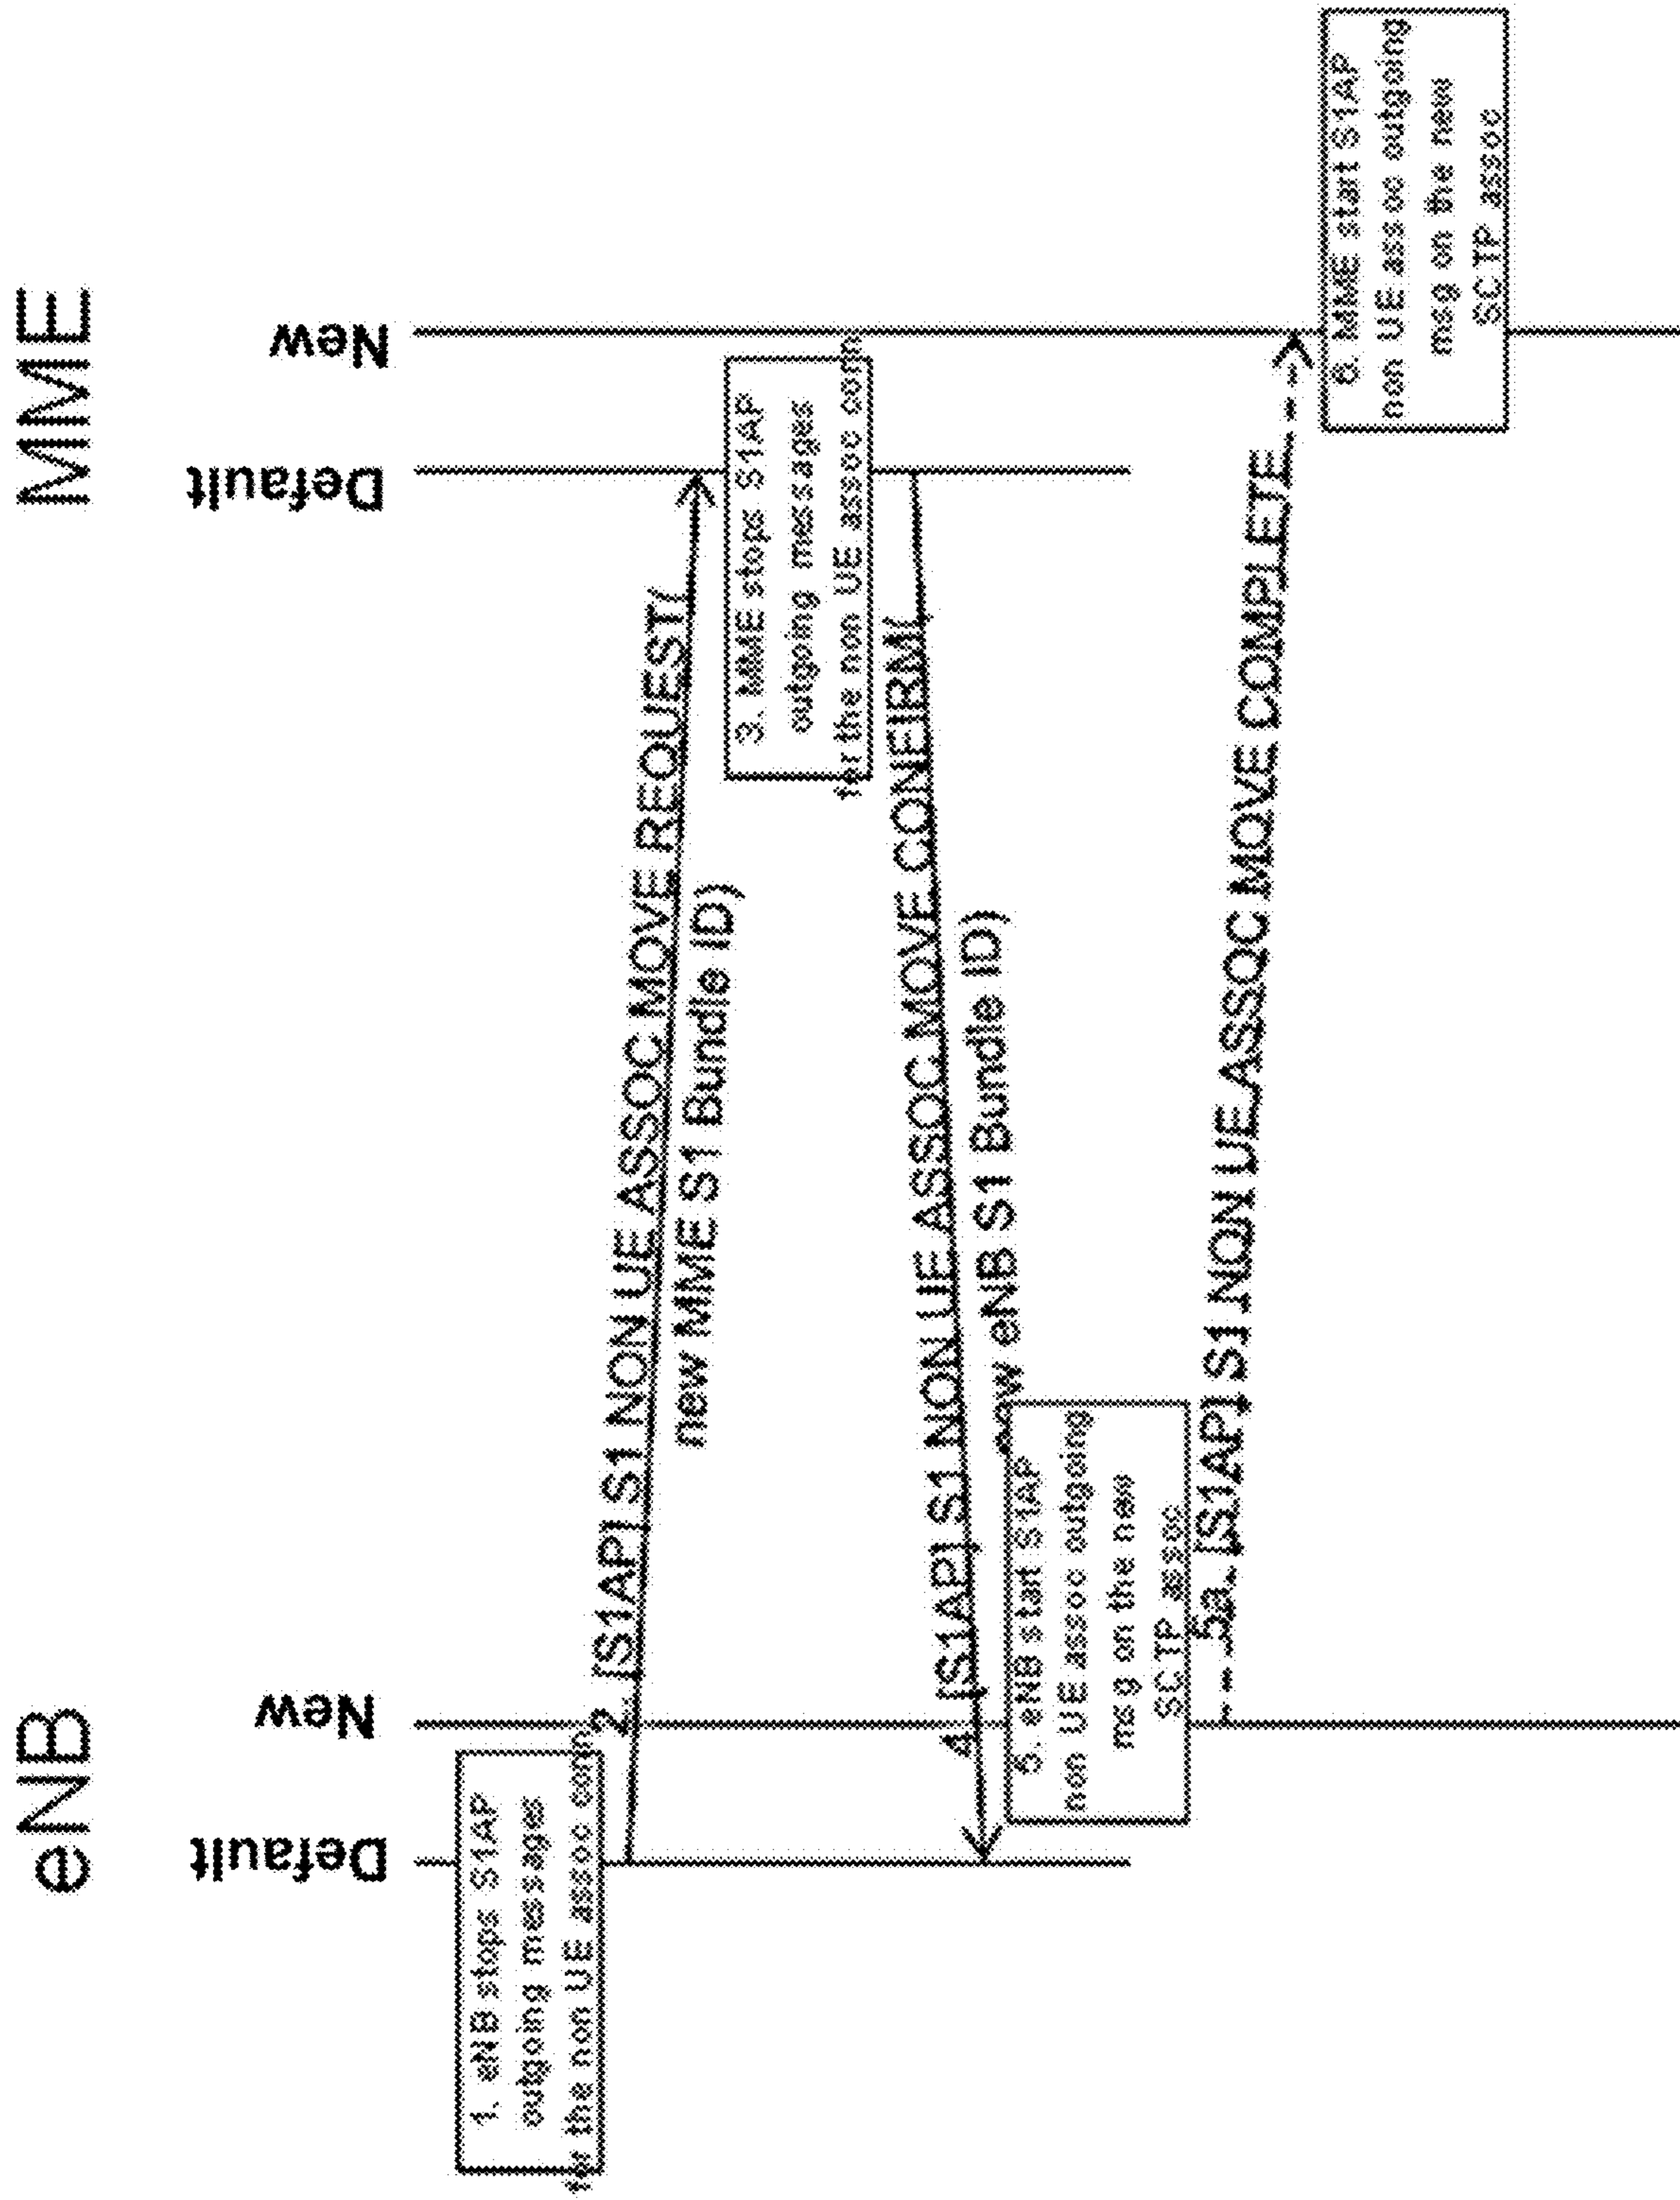 eNB
MME
Default
New
Default
New
1. eNB stops S1AP
outgoing messages
for the non UE assoc com
2. [S1AP] S1 NON UE ASSOC MOVE REQUEST(
new MME S1 Bundle ID)
3. MME stops S1AP
outgoing messages
for the non UE assoc com
4. [S1AP] S1 NON UE ASSOC MOVE CONFIRM(
new eNB S1 Bundle ID)
5. eNB start S1AP
non UE assoc outgoing
msg on the new
SCTP assoc
5a. [S1AP] S1 NON UE ASSOC MOVE COMPLETE
6. MME start S1AP
non UE assoc outgoing
msg on the new
SCTP assoc